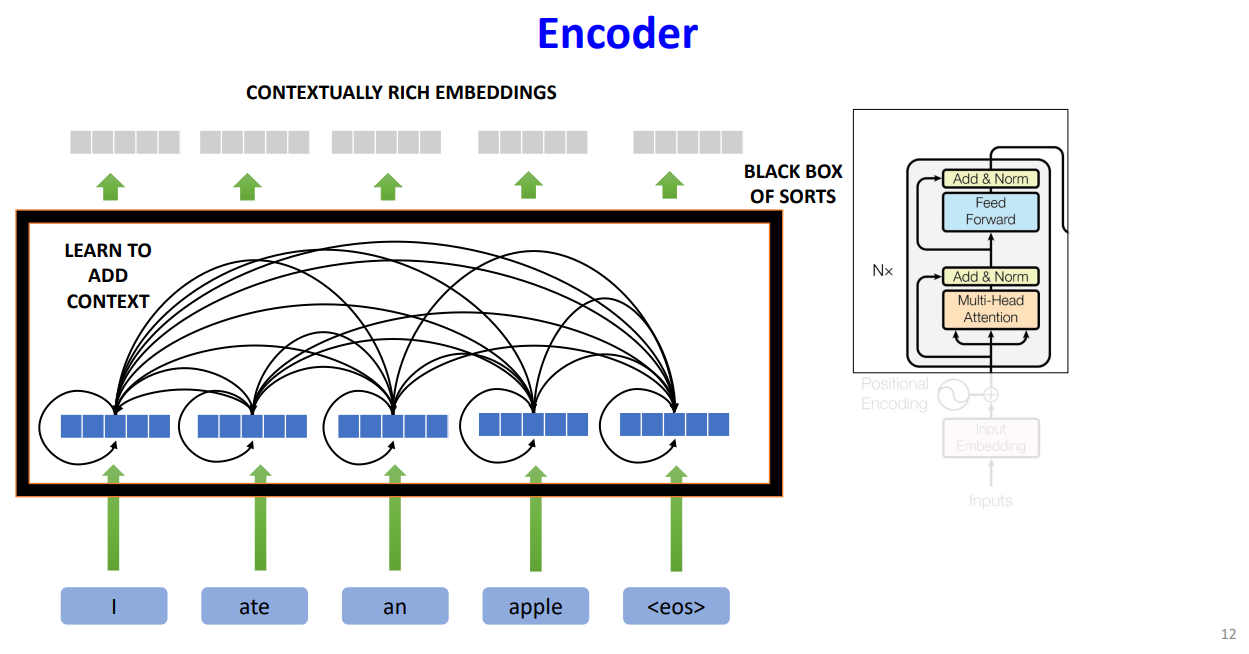 Encoder
CONTEXTUALLY RICH EMBEDDINGS
BLACK BOX
OF SORTS
LEARN TO
ADD
CONTEXT
I
ate
an
apple
<eos>
Add & Norm
Feed
Forward
N×
Add & Norm
Multi-Head
Attention
Positional
Encoding
Input
Embedding
Inputs
12